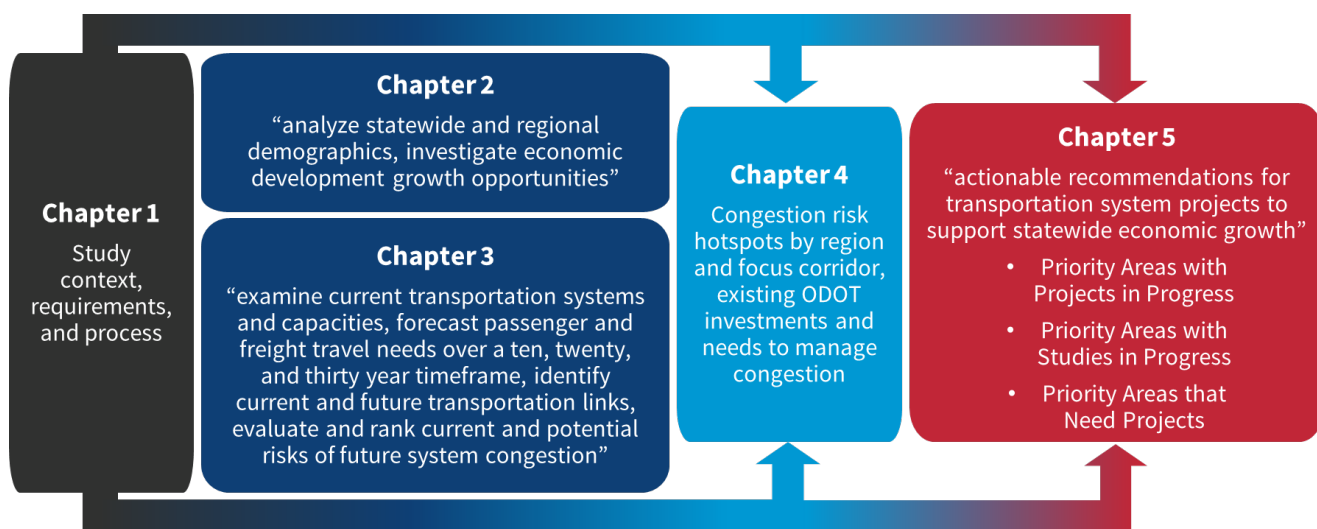 Chapter 1
Study
context,
requirements,
and process
Chapter 2
“analyze statewide and regional
demographics, investigate economic
development growth opportunities”
Chapter 3
“examine current transportation systems
and capacities, forecast passenger and
freight travel needs over a ten, twenty,
and thirty year timeframe, identify
current and future transportation links,
evaluate and rank current and potential
risks of future system congestion”
Chapter 4
Congestion risk
hotspots by region
and focus corridor,
existing ODOT
investments and
needs to manage
congestion
Chapter 5
“actionable recommendations for
transportation system projects to
support statewide economic growth”
• Priority Areas with
Projects in Progress
• Priority Areas with
Studies in Progress
• Priority Areas that
Need Projects